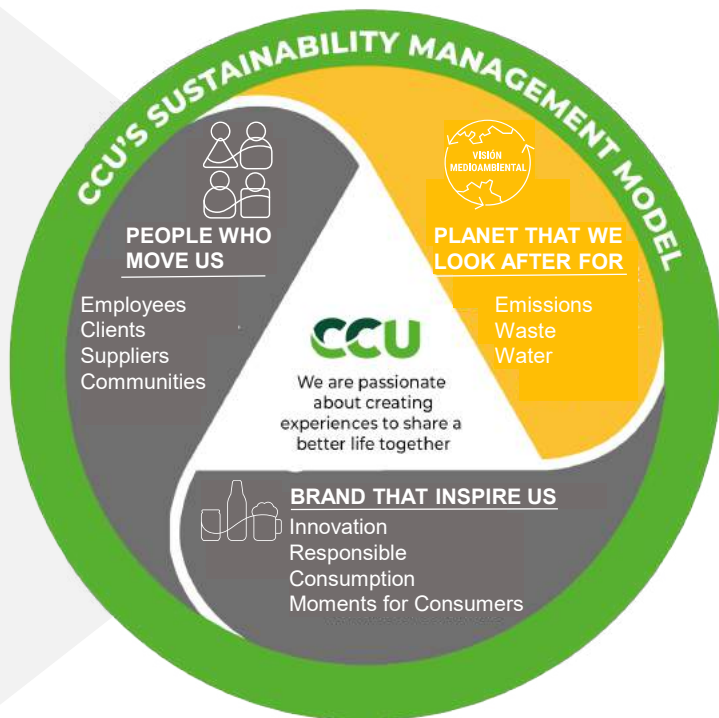 CCU'S SUSTAINABILITY MANAGEMENT MODEL
PEOPLE WHO
MOVE US
Employees
Clients
Suppliers
Communities
VISIÓN
MEDIOAMBIENTAL
PLANET THAT WE
LOOK AFTER FOR
Emissions
Waste
Water
CCU
We are passionate
about creating
experiences to share a
better life together
BRAND THAT INSPIRE US
Innovation
Responsible
Consumption
Moments for Consumers